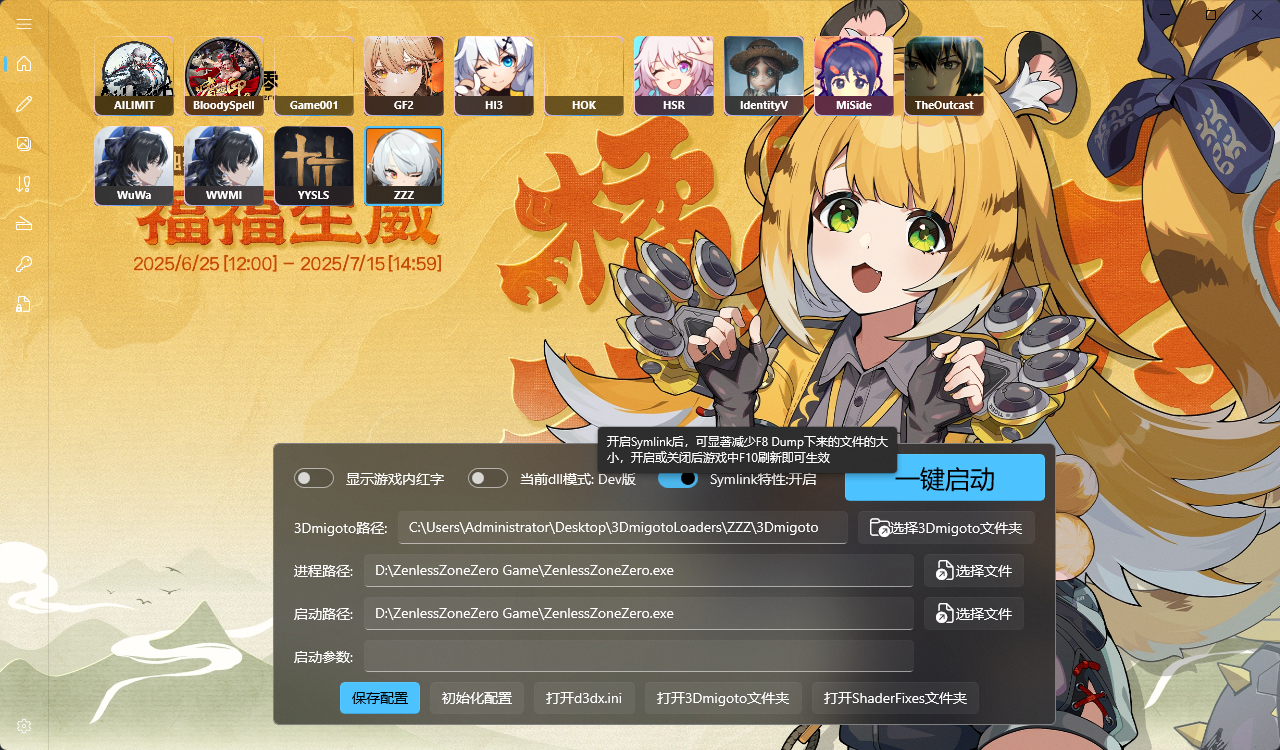 AILIMIT
BloodySpell
Game001
GF2
HI3
HOK
HSR
IdentityV
MiSide
TheOutcast
WuWa
WWMI
YYSLS
ZZZ
福福生威
2025/6/25 [12:00] – 2025/7/15 [14:59]
开启Symlink后，可显著减少F8 Dump下来的文件的大
小，开启或关闭后游戏中F10刷新即可生效
显示游戏内红字
当前dll模式: Dev版
Symlink特性:开启
一键启动
3Dmigoto路径:
C:\Users\Administrator\Desktop\3DmigotoLoaders\ZZZ\3Dmigoto
选择3Dmigoto文件夹
进程路径:
D:\ZenlessZoneZero Game\ZenlessZoneZero.exe
选择文件
启动路径:
D:\ZenlessZoneZero Game\ZenlessZoneZero.exe
选择文件
启动参数:
保存配置
初始化配置
打开d3dx.ini
打开3Dmigoto文件夹
打开ShaderFixes文件夹